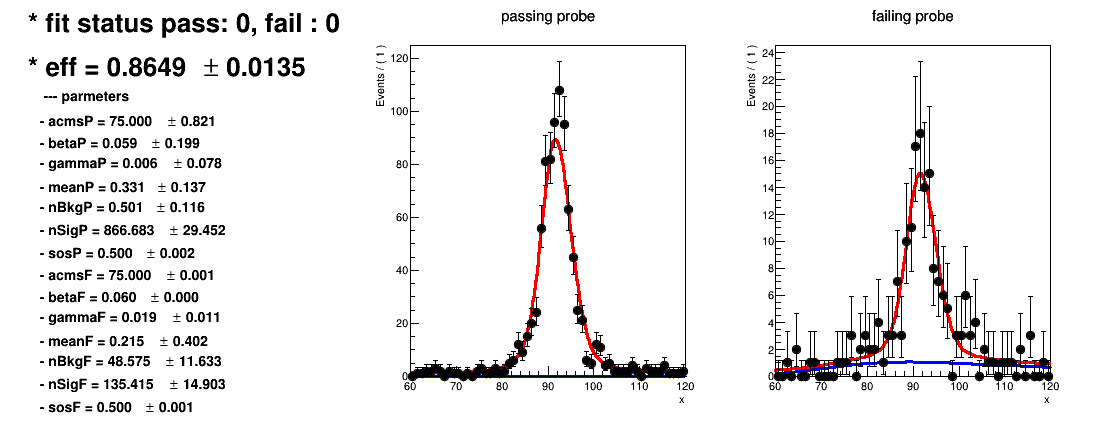 * fit status pass: 0, fail : 0
* eff = 0.8649 ± 0.0135
--- parmeters
- acmsP = 75.000 ± 0.821
- betaP = 0.059 ± 0.199
- gammaP = 0.006 ± 0.078
- meanP = 0.331 ± 0.137
- nBkgP = 0.501 ± 0.116
- nSigP = 866.683 ± 29.452
- sosP = 0.500 ± 0.002
- acmsF = 75.000 ± 0.001
- betaF = 0.060 ± 0.000
- gammaF = 0.019 ± 0.011
- meanF = 0.215 ± 0.402
- nBkgF = 48.575 ± 11.633
- nSigF = 135.415 ± 14.903
- sosF = 0.500 ± 0.001
passing probe
Events / ( 1 )
120
100
80
60
40
20
0
60 70 80 90 100 110 120
x
failing probe
Events / ( 1 )
24
22
20
18
16
14
12
10
8
6
4
2
0
60 70 80 90 100 110 120
x